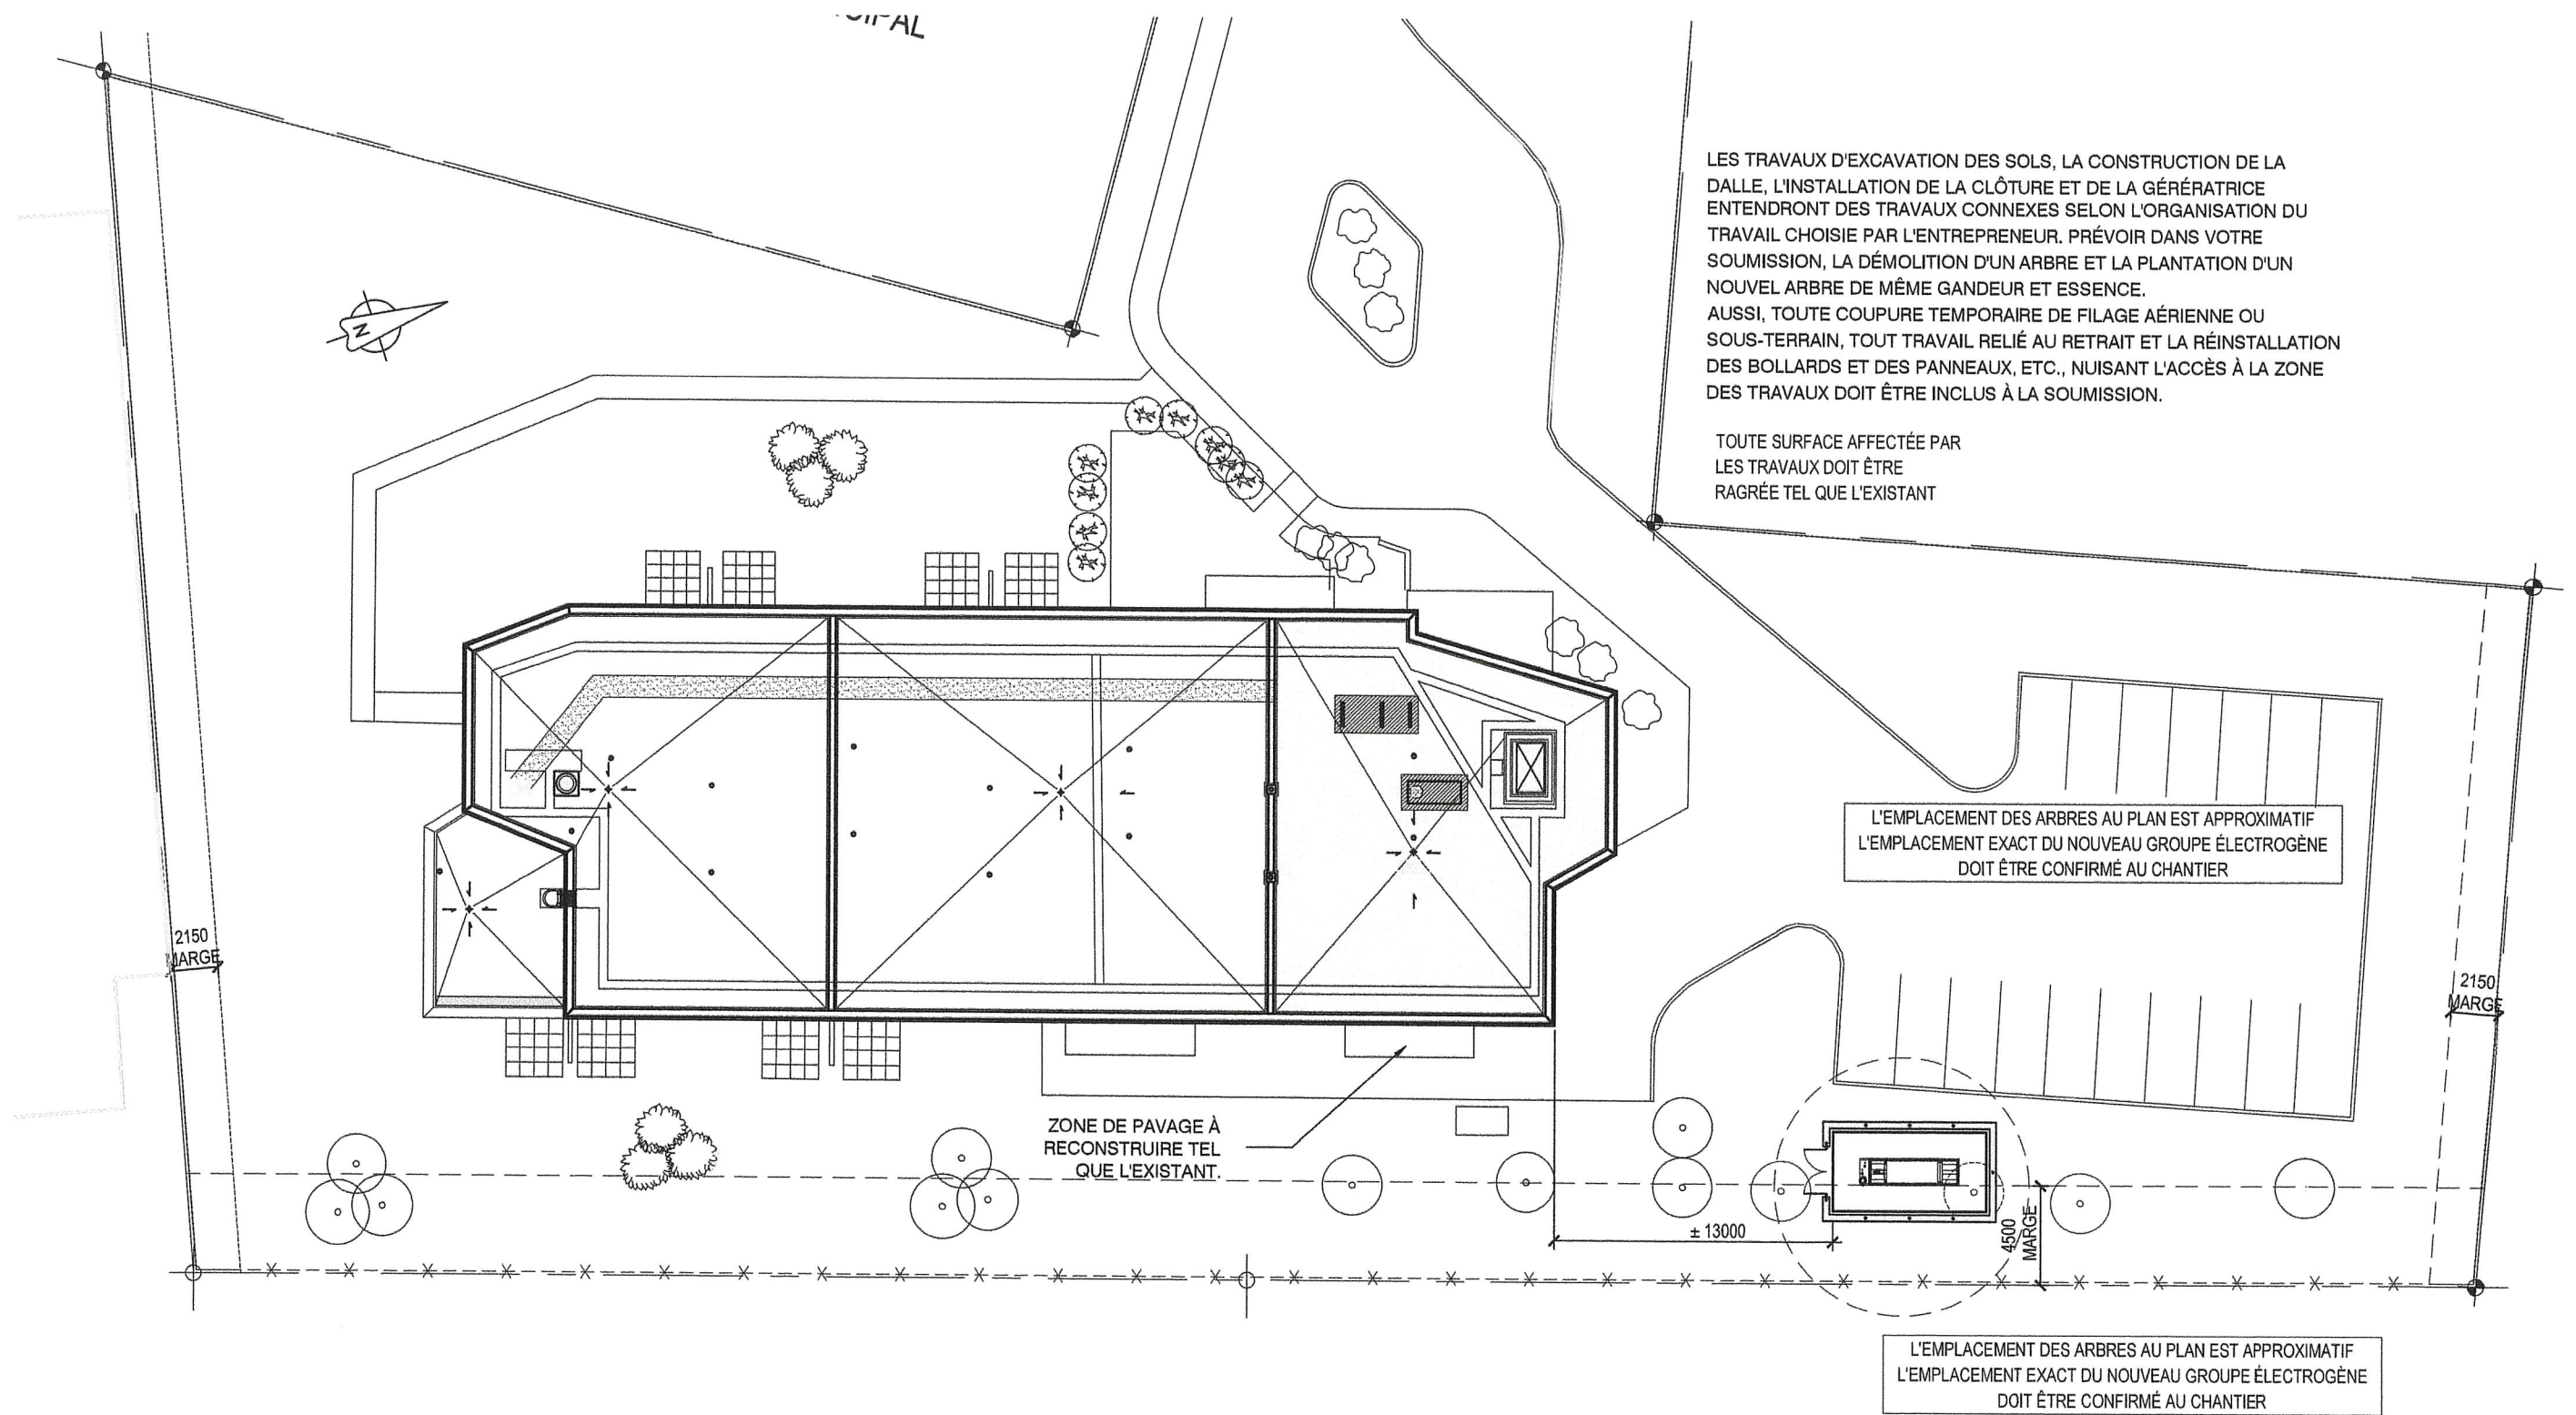 LES TRAVAUX D'EXCAVATION DES SOLS, LA CONSTRUCTION DE LA
DALLE, L'INSTALLATION DE LA CLÔTURE ET DE LA GÉRÉRATRICE
ENTENDRONT DES TRAVAUX CONNEXES SELON L'ORGANISATION DU
TRAVAIL CHOISIE PAR L'ENTREPRENEUR. PRÉVOIR DANS VOTRE
SOUMISSION, LA DÉMOLITION D'UN ARBRE ET LA PLANTATION D'UN
NOUVEL ARBRE DE MÊME GANDEUR ET ESSENCE.
AUSSI, TOUTE COUPURE TEMPORAIRE DE FILAGE AÉRIENNE OU
SOUS-TERRAIN, TOUT TRAVAIL RELIÉ AU RETRAIT ET LA RÉINSTALLATION
DES BOLLARDS ET DES PANNEAUX, ETC., NUISANT L'ACCÈS À LA ZONE
DES TRAVAUX DOIT ÊTRE INCLUS À LA SOUMISSION.
TOUTE SURFACE AFFECTÉE PAR
LES TRAVAUX DOIT ÊTRE
RAGRÉE TEL QUE L'EXISTANT
N
L'EMPLACEMENT DES ARBRES AU PLAN EST APPROXIMATIF
L'EMPLACEMENT EXACT DU NOUVEAU GROUPE ÉLECTROGÈNE
DOIT ÊTRE CONFIRMÉ AU CHANTIER
2150
MARGE
2150
MARGE
ZONE DE PAVAGE À
RECONSTRUIRE TEL
QUE L'EXISTANT.
± 13000
4500
MARGE
L'EMPLACEMENT DES ARBRES AU PLAN EST APPROXIMATIF
L'EMPLACEMENT EXACT DU NOUVEAU GROUPE ÉLECTROGÈNE
DOIT ÊTRE CONFIRMÉ AU CHANTIER